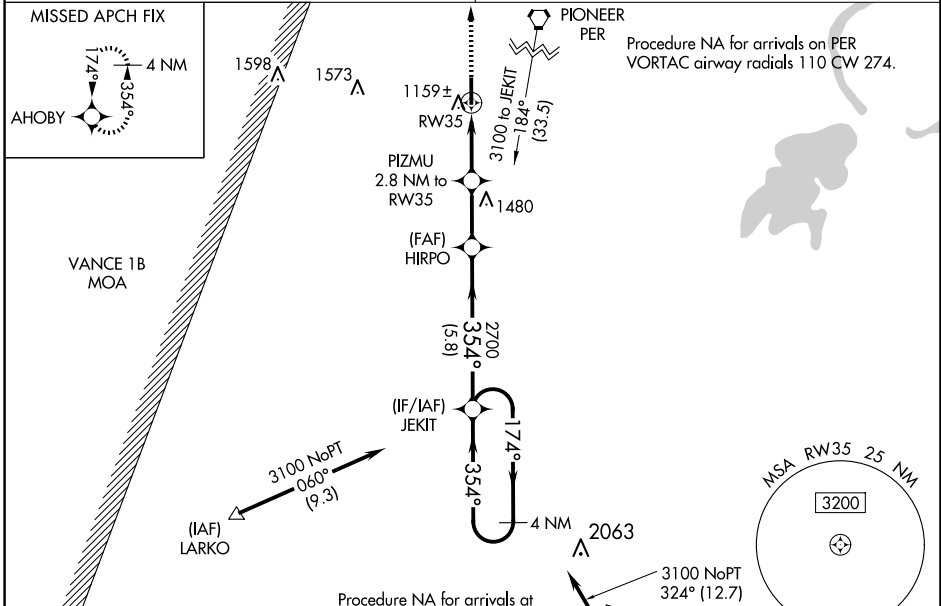 MISSED APCH FIX
174°
4 NM
354°
AHOBY
1598
1573
1159±
RW35
PIONEER
PER
3100 to JEKIT
184°
(33.5)
Procedure NA for arrivals on PER
VORTAC airway radials 110 CW 274.
PIZMU
2.8 NM to
RW35
1480
(FAF)
HIRPO
VANCE 1B
MOA
2700
354°
(5.8)
(IF/IAF)
JEKIT
174°
354°
4 NM
3100 NoPT
060°
(9.3)
(IAF)
LARKO
2063
MSA RW35 25 NM
3200
3100 NoPT
324° (12.7)
Procedure NA for arrivals at